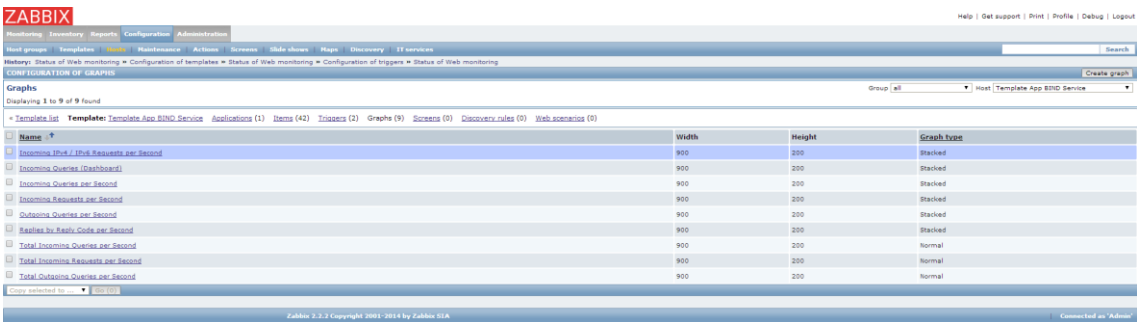 ZABBIX
Help | Get support | Print | Profile | Debug | Logout
Monitoring Inventory Reports Configuration Administration
Host groups | Templates | Hosts | Maintenance | Actions | Screens | Slide shows | Maps | Discovery | IT services Search
History: Status of Web monitoring » Configuration of templates » Status of Web monitoring » Configuration of triggers » Status of Web monitoring
CONFIGURATION OF GRAPHS Create graph
Graphs Group all Host Template App BIND Service
Displaying 1 to 9 of 9 found
« Template list Template: Template App BIND Service Applications (1) Items (42) Triggers (2) Graphs (9) Screens (0) Discovery rules (0) Web scenarios (0)
Name Width Height Graph type
Incoming IPv4 / IPv6 Requests per Second 900 200 Stacked
Incoming Queries (Dashboard) 900 200 Stacked
Incoming Queries per Second 900 200 Stacked
Incoming Requests per Second 900 200 Stacked
Outgoing Queries per Second 900 200 Stacked
Replies by Reply Code per Second 900 200 Stacked
Total Incoming Queries per Second 900 200 Normal
Total Incoming Requests per Second 900 200 Normal
Total Outgoing Queries per Second 900 200 Normal
Copy selected to ... Go (0)
Zabbix 2.2.2 Copyright 2001-2014 by Zabbix SIA Connected as 'Admin'